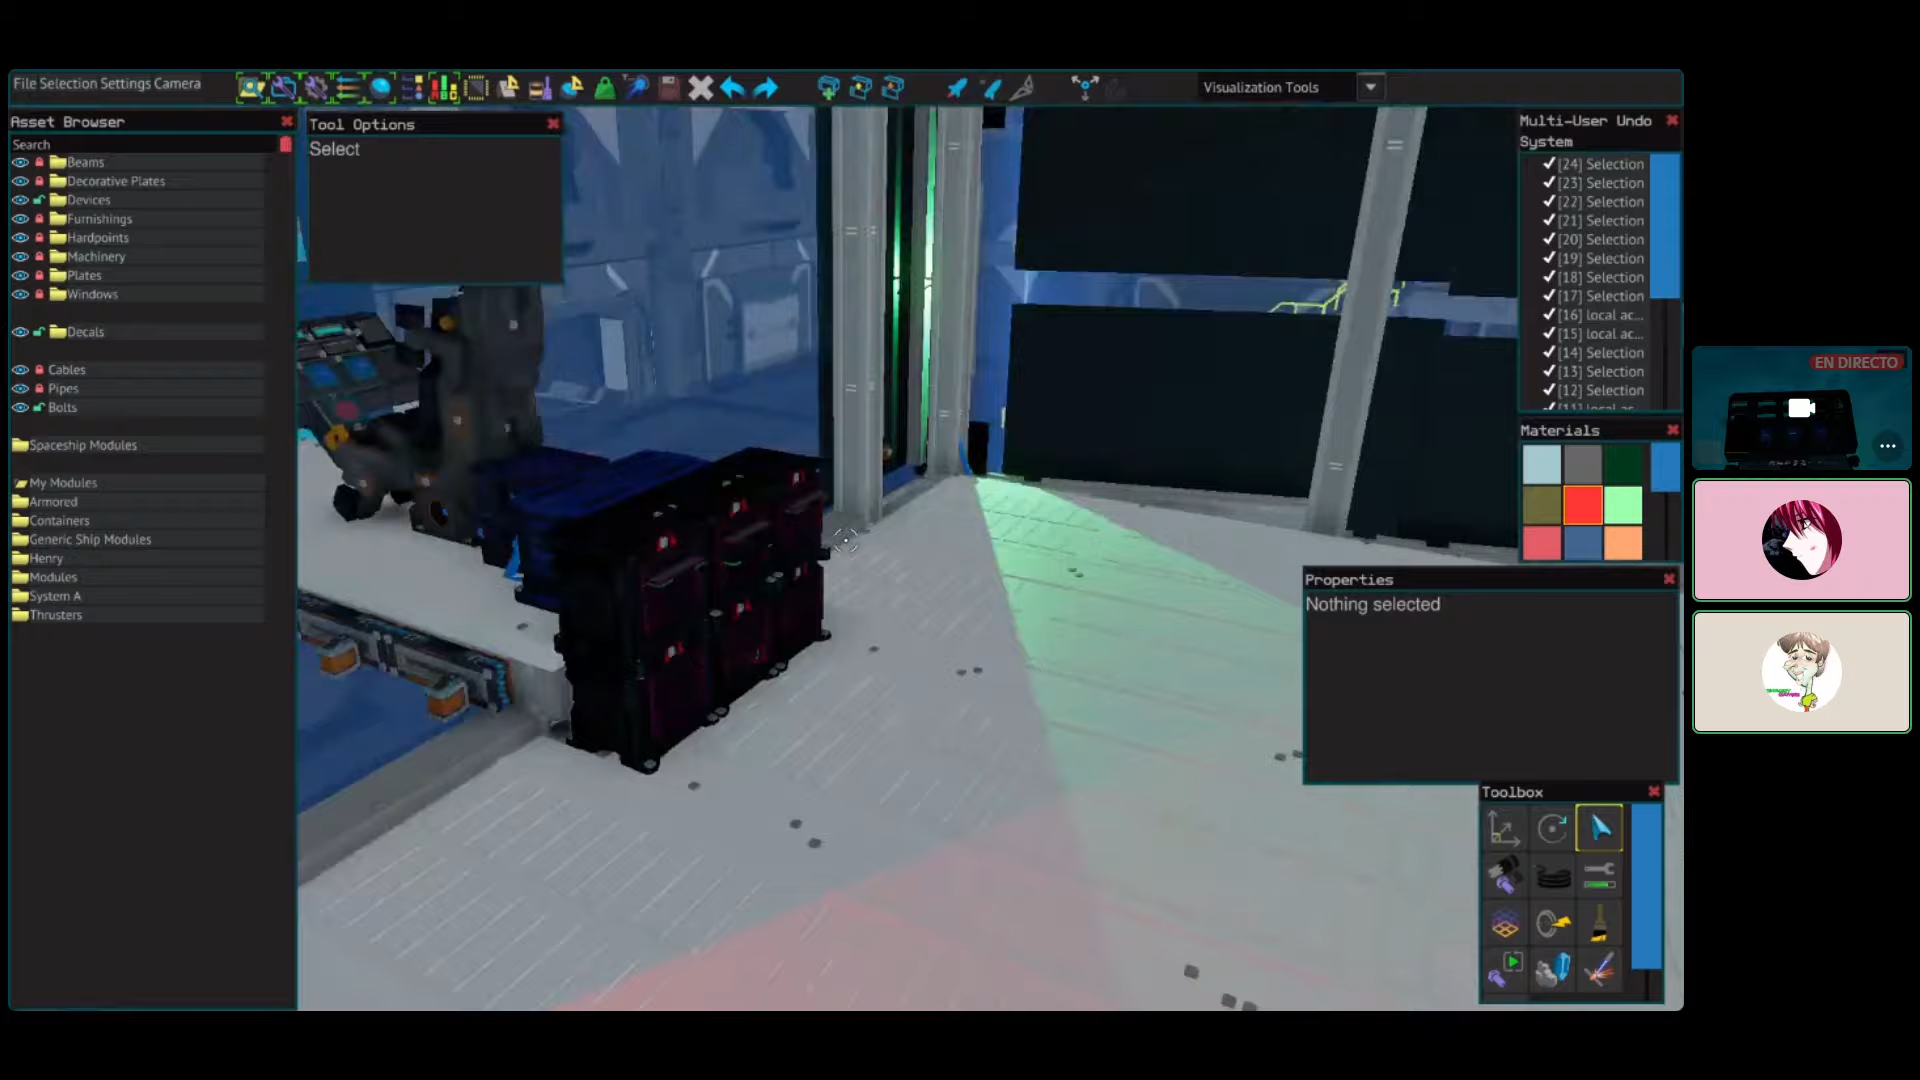 File Selection Settings Camera
Visualization Tools
Asset Browser
Search
Beams
Decorative Plates
Devices
Furnishings
Hardpoints
Machinery
Plates
Windows
Decals
Cables
Pipes
Bolts
Spaceship Modules
My Modules
Armored
Containers
Generic Ship Modules
Henry
Modules
System A
Thrusters
Tool Options
Select
Multi-User Undo
System
[24] Selection
[23] Selection
[22] Selection
[21] Selection
[20] Selection
[19] Selection
[18] Selection
[17] Selection
[16] local ac...
[15] local ac...
[14] Selection
[13] Selection
[12] Selection
[11] local ac...
Materials
Properties
Nothing selected
Toolbox
EN DIRECTO